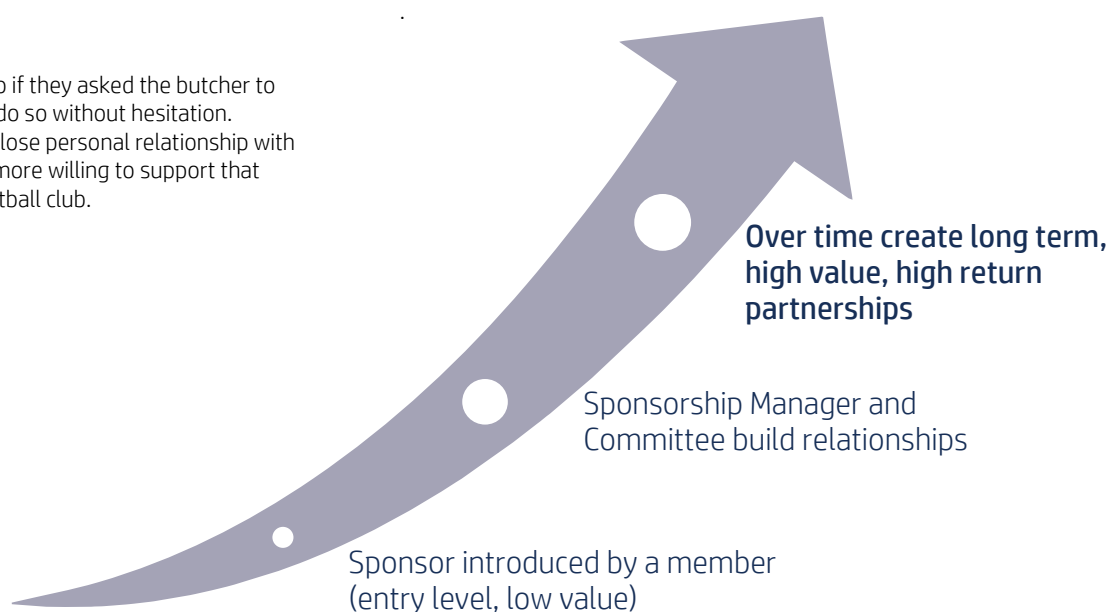 .
if they asked the butcher to
do so without hesitation.
lose personal relationship with
more willing to support that
tball club.
Over time create long term,
high value, high return
partnerships
Sponsorship Manager and
Committee build relationships
Sponsor introduced by a member
(entry level, low value)